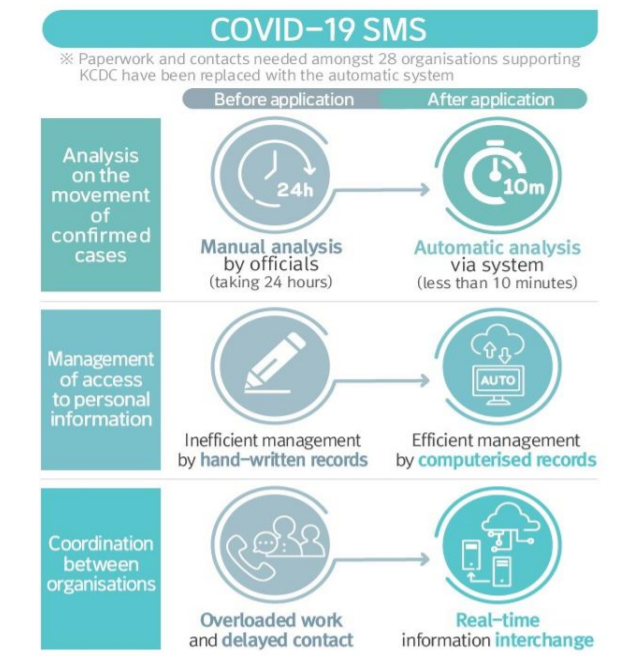 COVID−19 SMS
※ Paperwork and contacts needed amongst 28 organisations supporting
KCDC have been replaced with the automatic system
Before application
After application
Analysis
on the
movement
of
confirmed
cases
24h
Manual analysis
by officials
(taking 24 hours)
10m
Automatic analysis
via system
(less than 10 minutes)
Management
of access
to personal
information
Inefficient management
by hand−written records
AUTO
Efficient management
by computerised records
Coordination
between
organisations
Overloaded work
and delayed contact
Real−time
information interchange